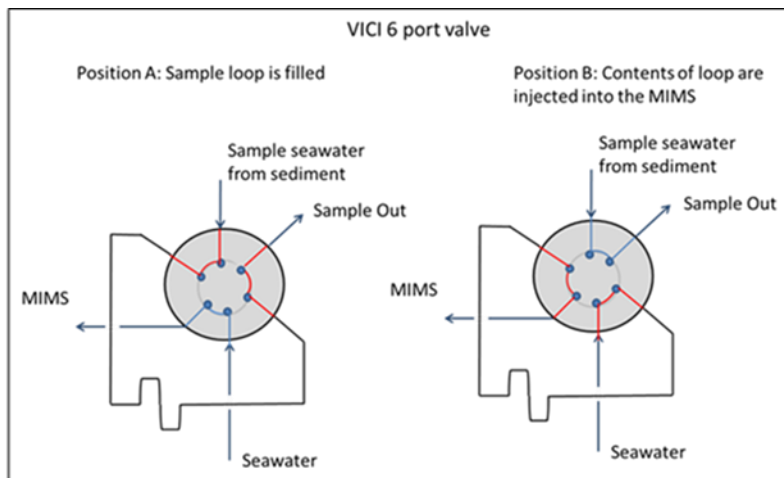 VICI 6 port valve
Position A: Sample loop is filled
Sample seawater
from sediment
Sample Out
MIMS
Seawater
Position B: Contents of loop are
injected into the MIMS
Sample seawater
from sediment
Sample Out
MIMS
Seawater